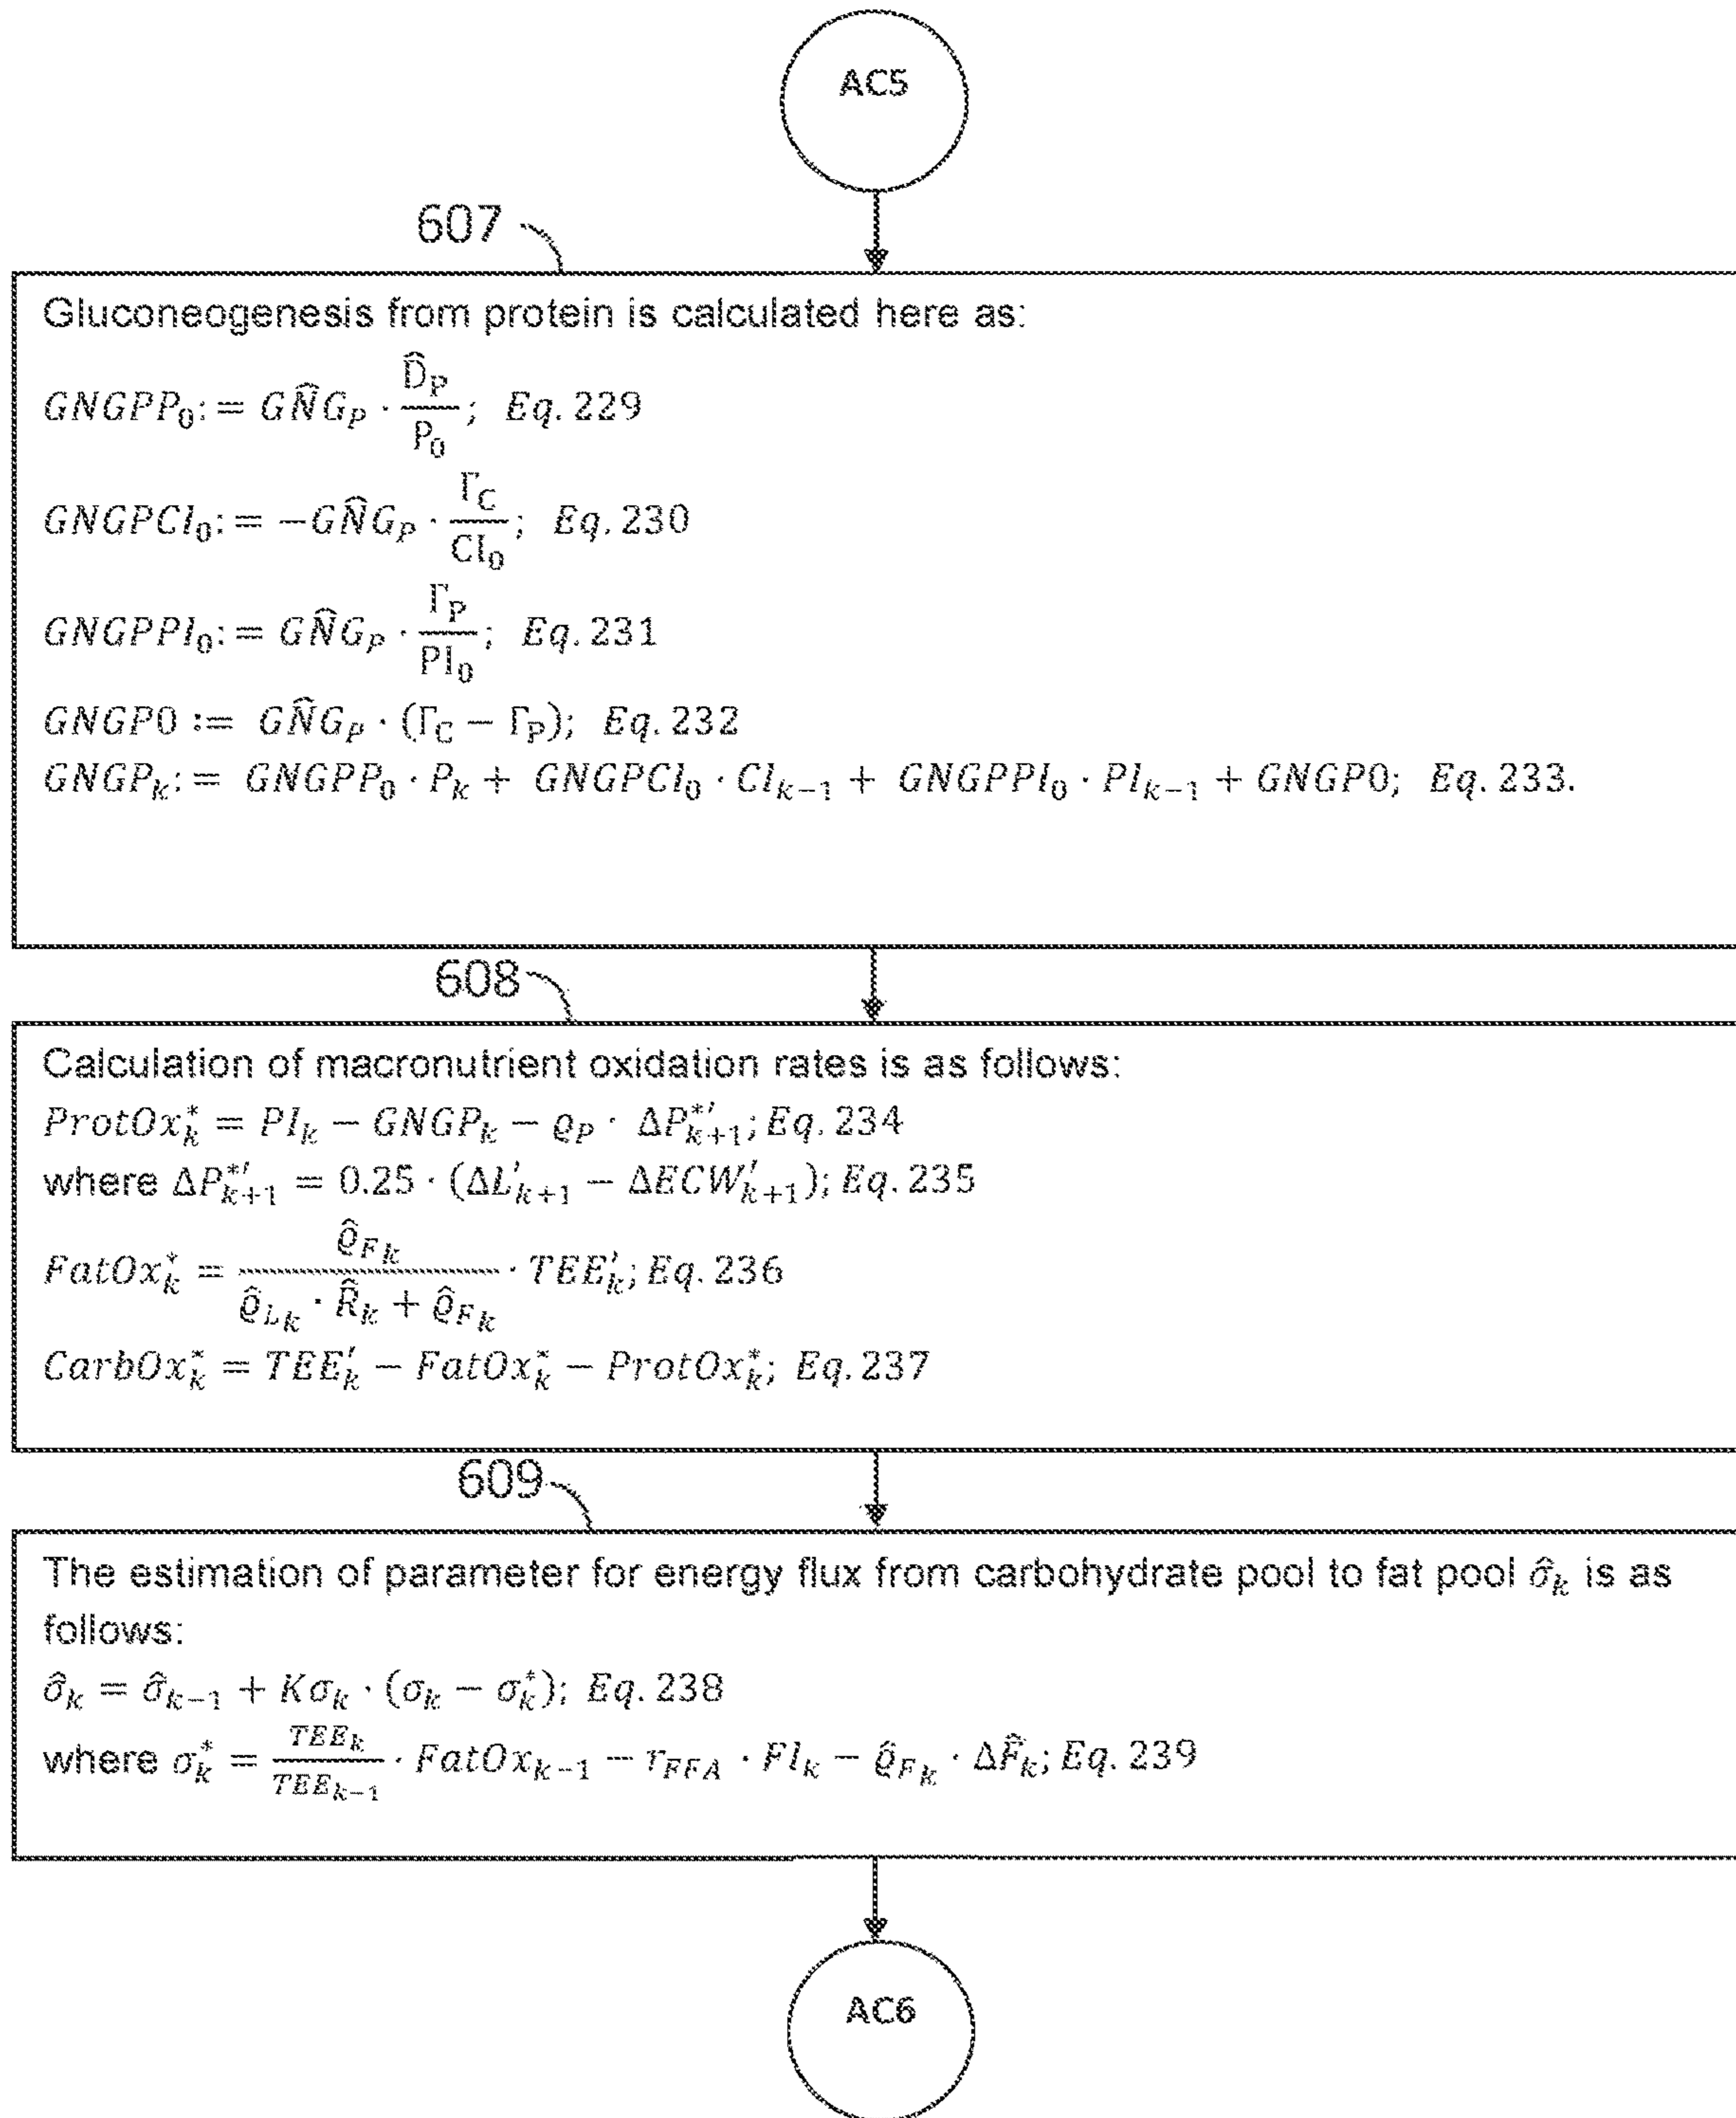 AC5
607
Gluconeogenesis from protein is calculated here as:
GNGPP₀:= GN̂G_P · D̂_P/P₀; Eq. 229
GNGPCI₀:= −GN̂G_P · Γ_C/CI₀; Eq. 230
GNGPPI₀:= GN̂G_P · Γ_P/PI₀; Eq. 231
GNGP0 := GN̂G_P · (Γ_C − Γ_P); Eq. 232
GNGP_k:= GNGPP₀ · P_k + GNGPCI₀ · CI_{k−1} + GNGPPI₀ · PI_{k−1} + GNGP0; Eq. 233.
608
Calculation of macronutrient oxidation rates is as follows:
ProtOx*_k = PI_k − GNGP_k − ϱ_P · ΔP*′_{k+1}; Eq. 234
where ΔP*′_{k+1} = 0.25 · (ΔL′_{k+1} − ΔECW′_{k+1}); Eq. 235
FatOx*_k = ϱ̂_{F_k}/(ϱ̂_{L_k} · R̂_k + ϱ̂_{F_k}) · TEE′_k; Eq. 236
CarbOx*_k = TEE′_k − FatOx*_k − ProtOx*_k; Eq. 237
609
The estimation of parameter for energy flux from carbohydrate pool to fat pool σ̂_k is as
follows:
σ̂_k = σ̂_{k−1} + Kσ_k · (σ_k − σ*_k); Eq. 238
where σ*_k = TEE_k/TEE_{k−1} · FatOx_{k−1} − r_{FFA} · FI_k − ϱ̂_{F_k} · ΔF̂_k; Eq. 239
AC6